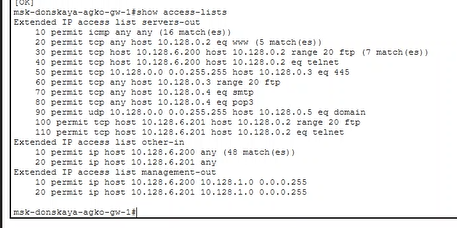 [OK]
msk-donskaya-agko-gw-1#show access-lists
Extended IP access list servers-out
10 permit icmp any any (16 match(es))
20 permit tcp any host 10.128.0.2 eq www (5 match(es))
30 permit tcp host 10.128.6.200 host 10.128.0.2 range 20 ftp (7 match(es))
40 permit tcp host 10.128.6.200 host 10.128.0.2 eq telnet
50 permit tcp 10.128.0.0 0.0.255.255 host 10.128.0.3 eq 445
60 permit tcp any host 10.128.0.3 range 20 ftp
70 permit tcp any host 10.128.0.4 eq smtp
80 permit tcp any host 10.128.0.4 eq pop3
90 permit udp 10.128.0.0 0.0.255.255 host 10.128.0.5 eq domain
100 permit tcp host 10.128.6.201 host 10.128.0.2 range 20 ftp
110 permit tcp host 10.128.6.201 host 10.128.0.2 eq telnet
Extended IP access list other-in
10 permit ip host 10.128.6.200 any (48 match(es))
20 permit ip host 10.128.6.201 any
Extended IP access list management-out
10 permit ip host 10.128.6.200 10.128.1.0 0.0.0.255
20 permit ip host 10.128.6.201 10.128.1.0 0.0.0.255
msk-donskaya-agko-gw-1#